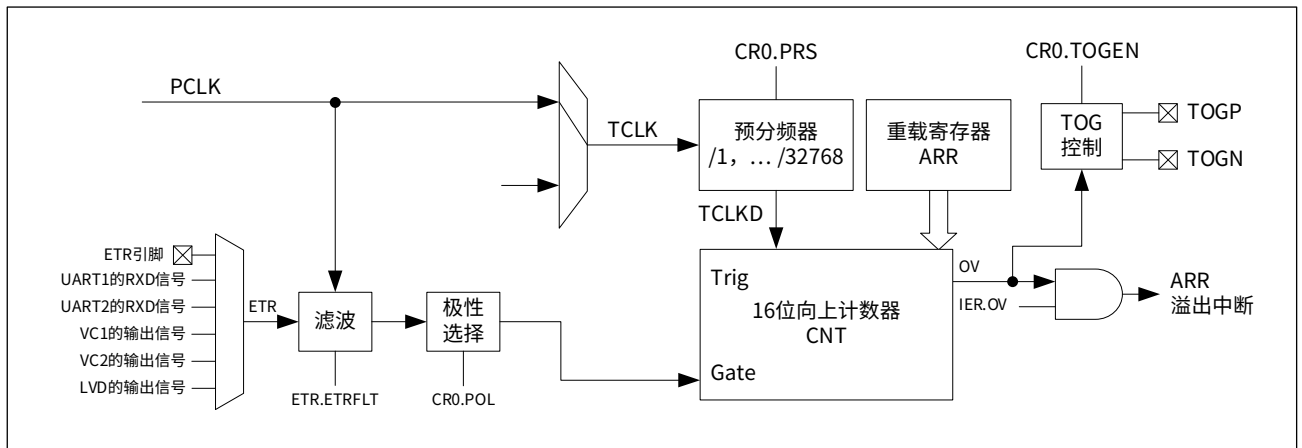 CR0.PRS
CR0.TOGEN
PCLK
TCLK
预分频器
/1，… /32768
重载寄存器
ARR
TOG
控制
TOGP
TOGN
TCLKD
ETR引脚
UART1的RXD信号
UART2的RXD信号
VC1的输出信号
VC2的输出信号
LVD的输出信号
ETR
滤波
ETR.ETRFLT
极性
选择
CR0.POL
Trig
16位向上计数器
CNT
Gate
OV
IER.OV
ARR
溢出中断